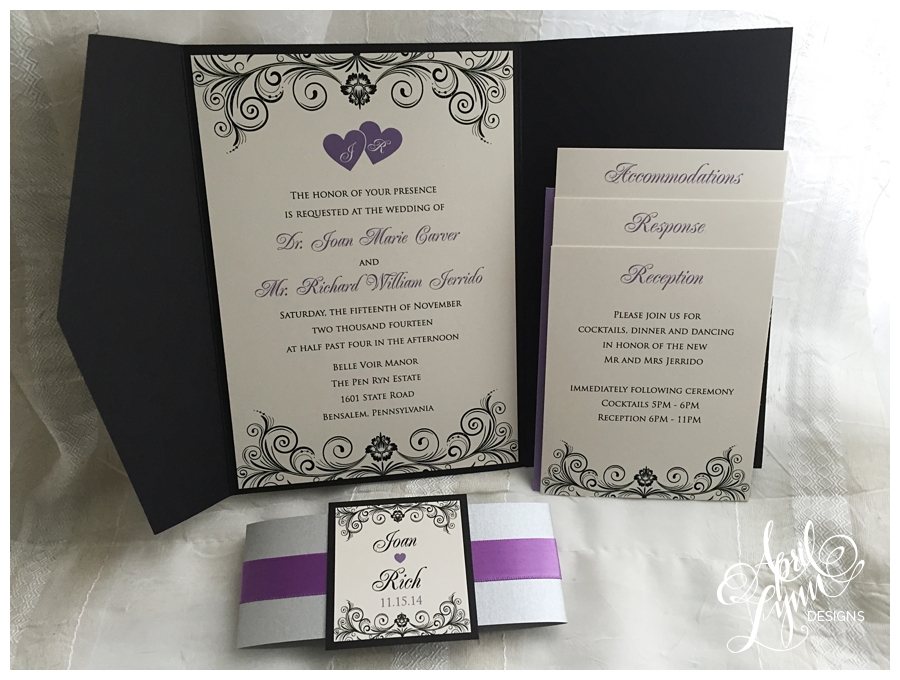 J R
THE HONOR OF YOUR PRESENCE
IS REQUESTED AT THE WEDDING OF
Dr. Joan Marie Carver
AND
Mr. Richard William Jerrido
SATURDAY, THE FIFTEENTH OF NOVEMBER
TWO THOUSAND FOURTEEN
AT HALF PAST FOUR IN THE AFTERNOON
BELLE VOIR MANOR
THE PEN RYN ESTATE
1601 STATE ROAD
BENSALEM, PENNSYLVANIA
Accommodations
Response
Reception
PLEASE JOIN US FOR
COCKTAILS, DINNER AND DANCING
IN HONOR OF THE NEW
MR AND MRS JERRIDO
IMMEDIATELY FOLLOWING CEREMONY
COCKTAILS 5PM - 6PM
RECEPTION 6PM - 11PM
Joan
Rich
11.15.14
April
Lynn
DESIGNS